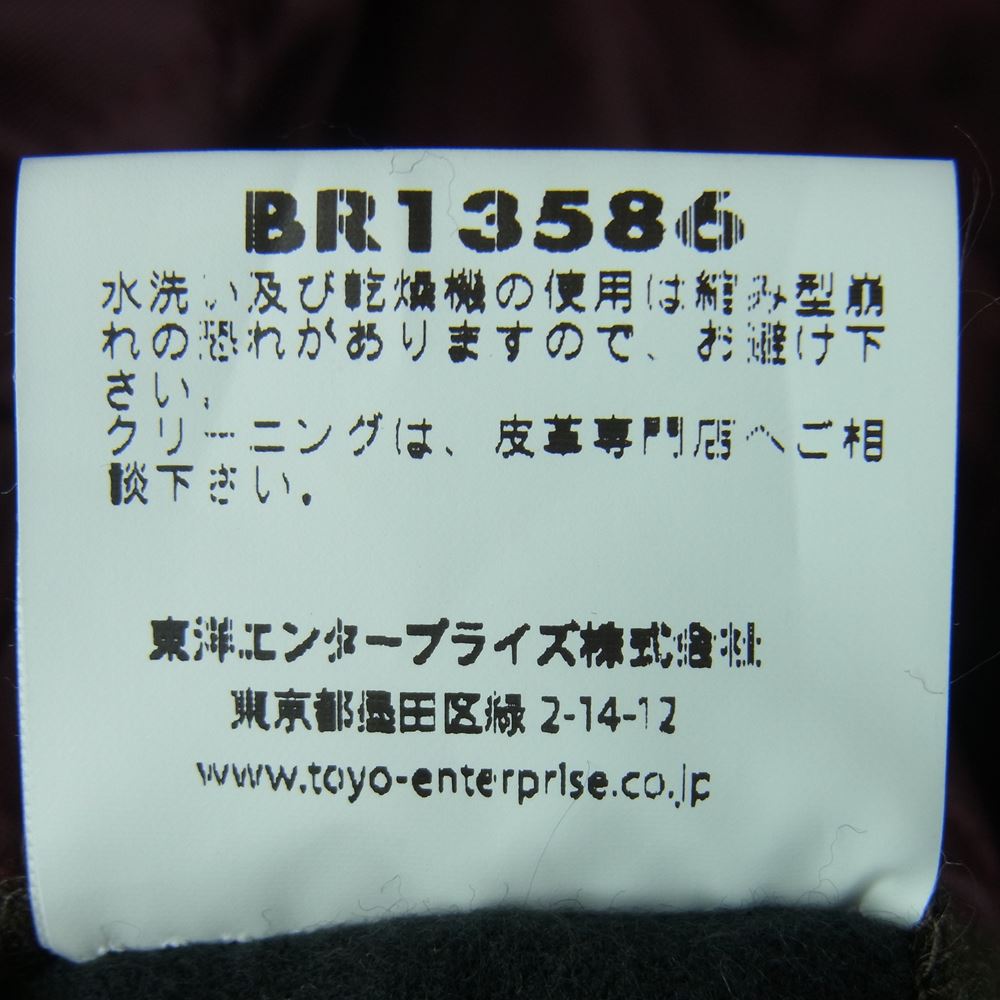 BR13586
水洗い及び乾燥機の使用は縮み型崩
れの恐れがありますので、お避け下
さい。
クリーニングは、皮革専門店へご相
談下さい。
東洋エンタープライズ株式会社
東京都墨田区緑 2-14-12
www.toyo-enterprise.co.jp